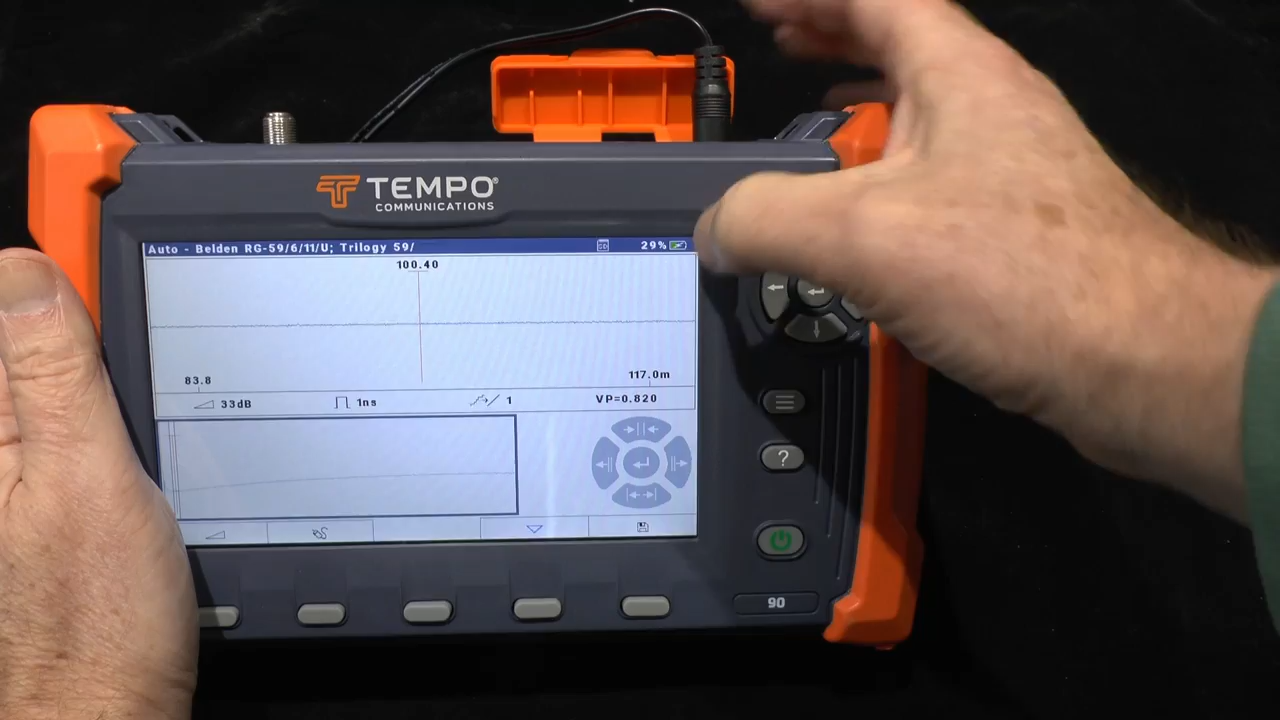 TEMPO®
COMMUNICATIONS
Auto - Belden RG-59/6/11/U; Trilogy 59/
29%
100.40
83.8
117.0m
33dB
1ns
1
VP=0.820
?
90